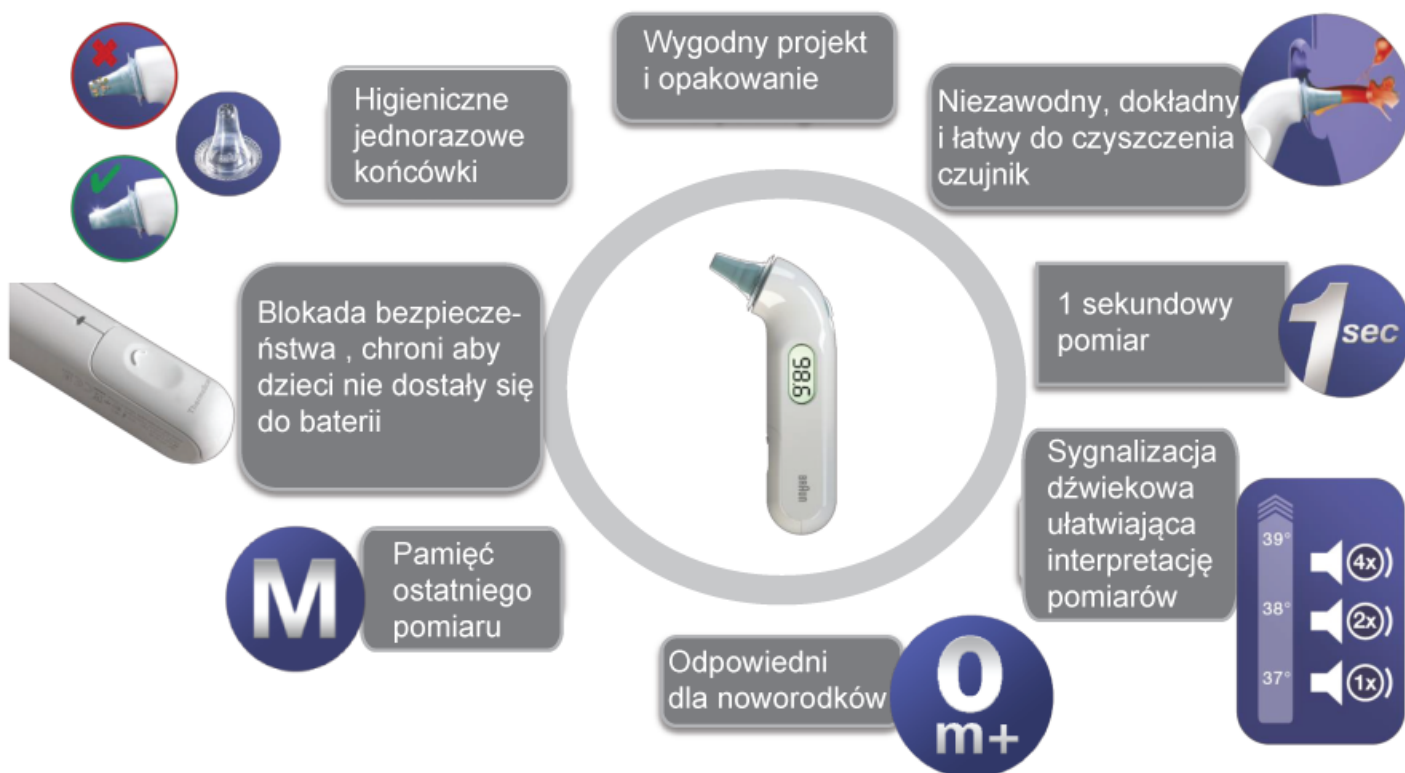 Wygodny projekt
i opakowanie
Higieniczne
jednorazowe
końcówki
Niezawodny, dokładny
i łatwy do czyszczenia
czujnik
Blokada bezpiecze-
ństwa , chroni aby
dzieci nie dostały się
do baterii
98.6
BRAUN
1 sekundowy
pomiar
1 sec
Sygnalizacja
dźwiekowa
ułatwiająca
interpretację
pomiarów
39°
4x
38°
2x
37°
1x
M
Pamięć
ostatniego
pomiaru
Odpowiedni
dla noworodków
0
m+